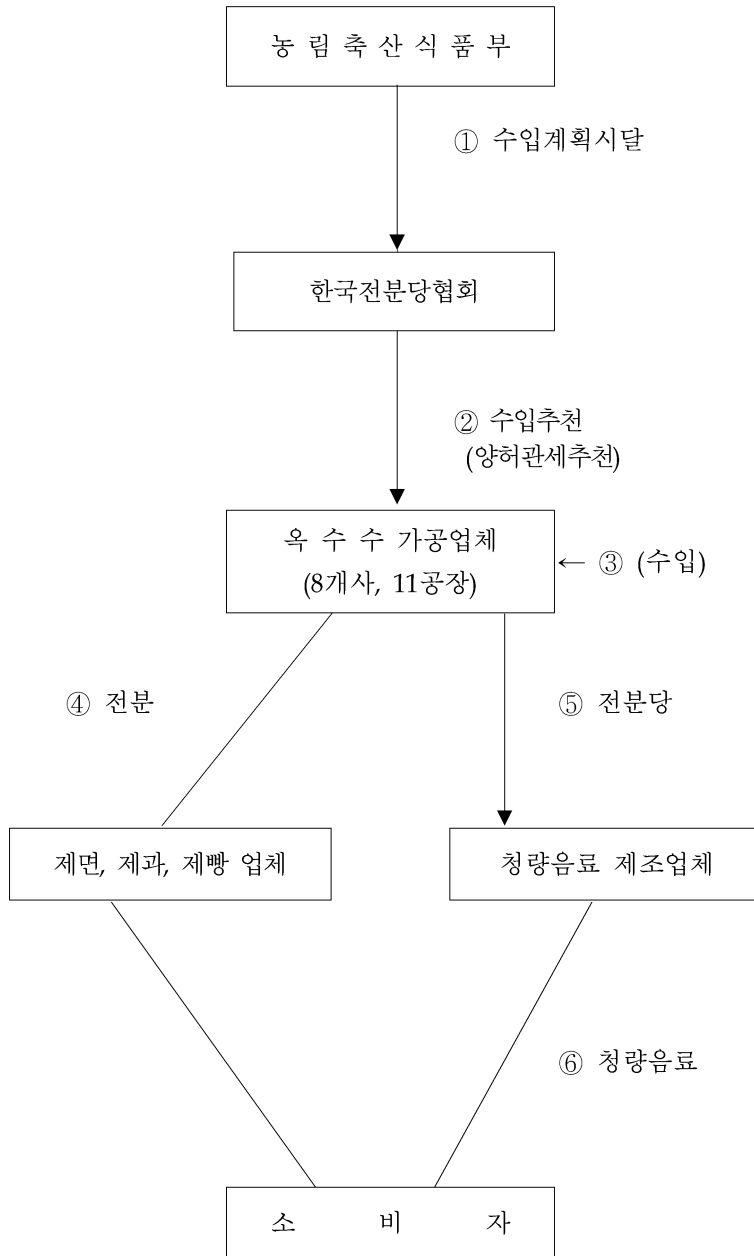 농 림 축 산 식 품 부
① 수입계획시달
한국전분당협회
② 수입추천
(양허관세추천)
옥 수 수 가공업체
(8개사, 11공장)
← ③ (수입)
④ 전분
⑤ 전분당
제면, 제과, 제빵 업체
청량음료 제조업체
⑥ 청량음료
소 비 자